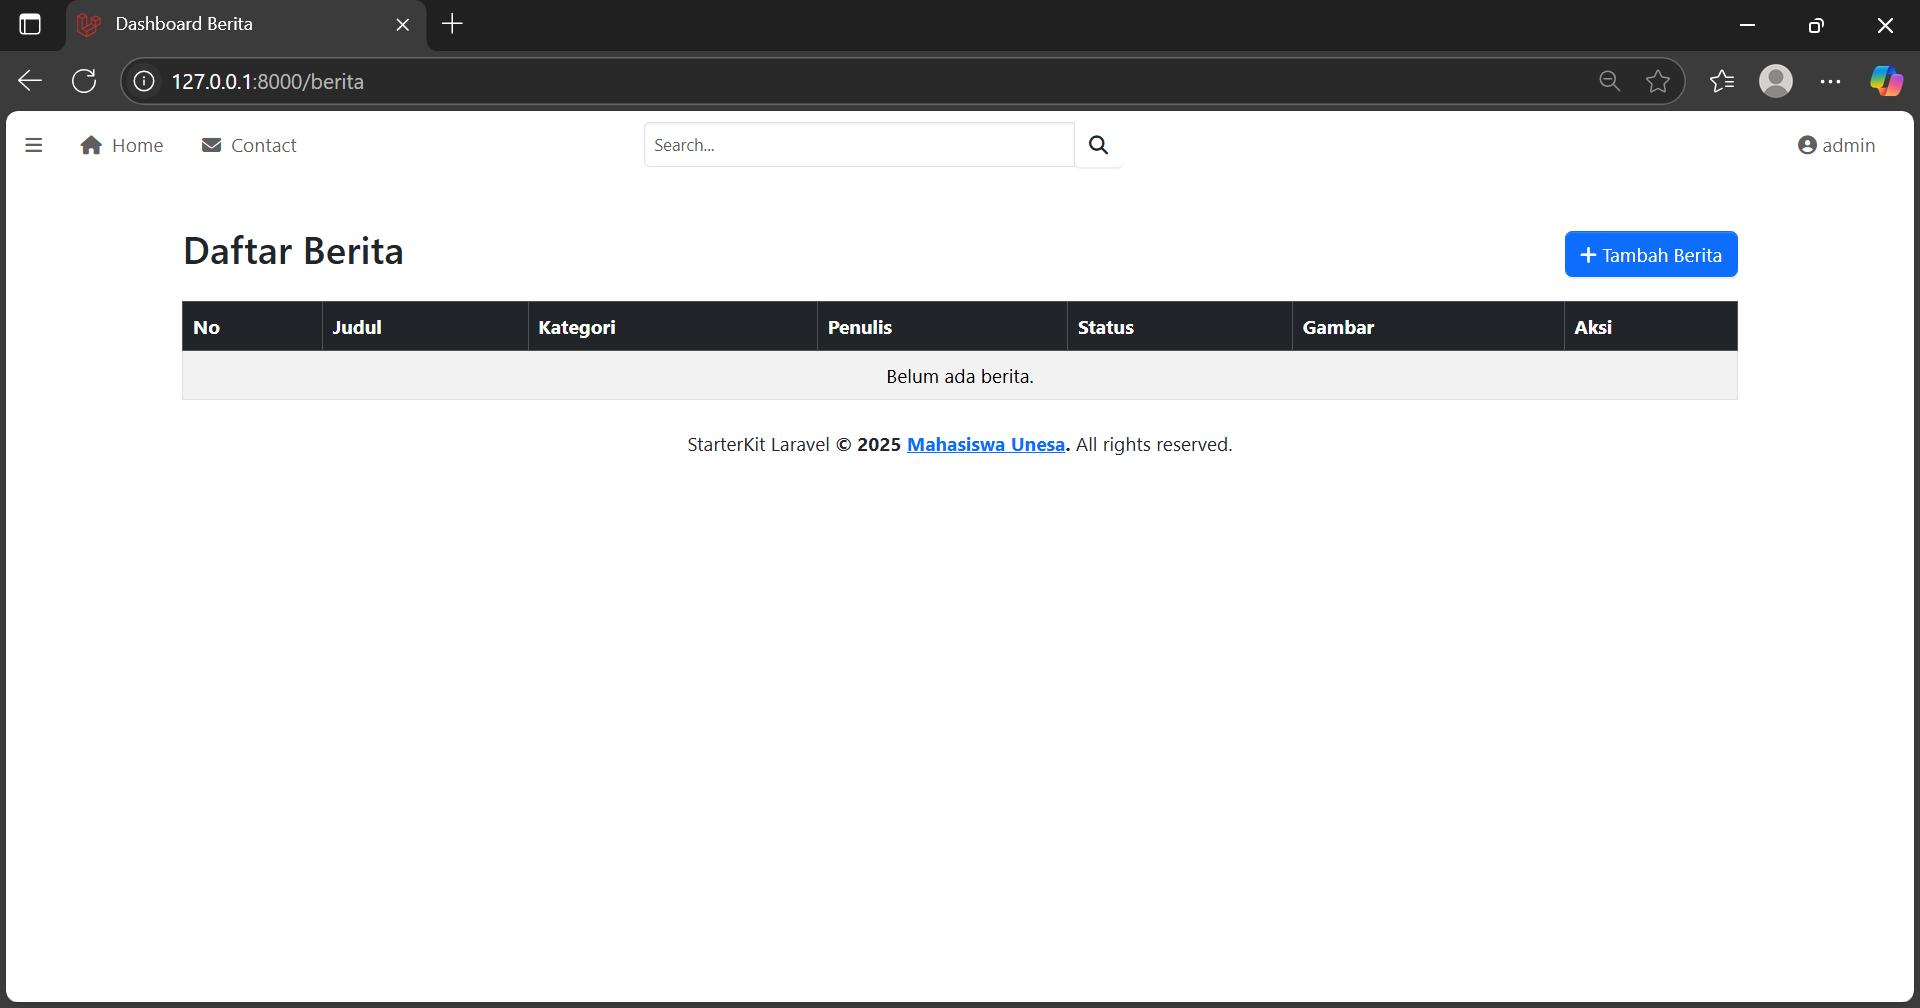 Dashboard Berita
127.0.0.1:8000/berita
Home Contact Search... admin
Daftar Berita
Tambah Berita
No Judul Kategori Penulis Status Gambar Aksi
Belum ada berita.
StarterKit Laravel © 2025 Mahasiswa Unesa. All rights reserved.